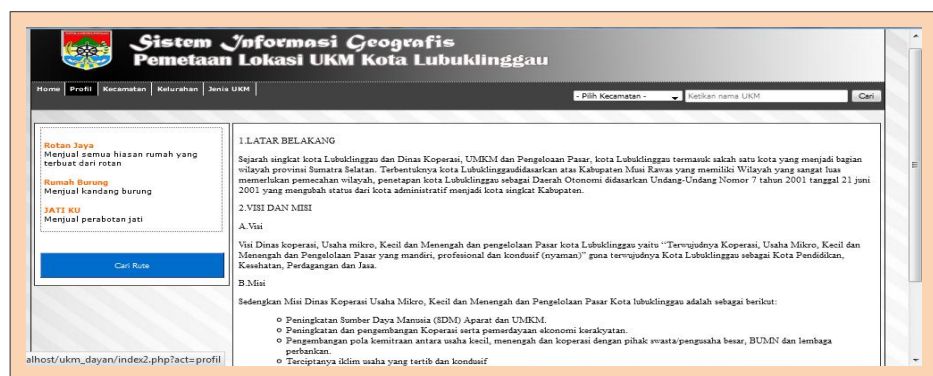 Sistem Informasi Geografis
Pemetaan Lokasi UKM Kota Lubuklinggau
Home Profil Kecamatan Kelurahan Jenis UKM
- Pilih Kecamatan - Ketikan nama UKM Cari
Rotan Jaya
Menjual semua hiasan rumah yang
terbuat dari rotan
Rumah Burung
Menjual kandang burung
JATI KU
Menjual perabotan jati
Cari Rute
1.LATAR BELAKANG
Sejarah singkat kota Lubuklinggau dan Dinas Koperasi, UMKM dan Pengeloaan Pasar, kota Lubuklinggau termasuk sakah satu kota yang menjadi bagian
wilayah provinsi Sumatra Selatan. Terbentuknya kota Lubuklinggaudidasarkan atas Kabupaten Musi Rawas yang memeliki Wilayah yang sangat luas
memerlukan pemecahan wilayah, penetapan kota Lubuklinggau sebagai Daerah Otonomi didasarkan Undang-Undang Nomor 7 tahun 2001 tanggal 21 juni
2001 yang mengubah status dari kota administratif menjadi kota singkat Kabupaten.
2.VISI DAN MISI
A.Visi
Visi Dinas koperasi, Usaha mikro, Kecil dan Menengah dan pengelolaan Pasar kota Lubuklinggau yaitu “Terwujudnya Koperasi, Usaha Mikro, Kecil dan
Menengah dan Pengelolaan Pasar yang mandiri, profesional dan kondusif (nyaman)” guna terwujudnya Kota Lubuklinggau sebagai Kota Pendidikan,
Kesehatan, Perdagangan dan Jasa.
B.Misi
Sedengkan Misi Dinas Koperasi Usaha Mikro, Kecil dan Menengah dan Pengelolaan Pasar Kota lubuklinggau adalah sebagai berikut:
Peningkatan Sumber Daya Manusia (SDM) Aparat dan UMKM.
Peningkatan dan pengembangan Koperasi serta pemerdayaan ekonomi kerakyatan.
Pengembangan pola kemitraan antara usaha kecil, menengah dan koperasi dengan pihak swasta/pengusaha besar, BUMN dan lembaga
perbankan.
Terciptanya iklim usaha yang tertib dan kondusif
alhost/ukm_dayan/index2.php?act=profil